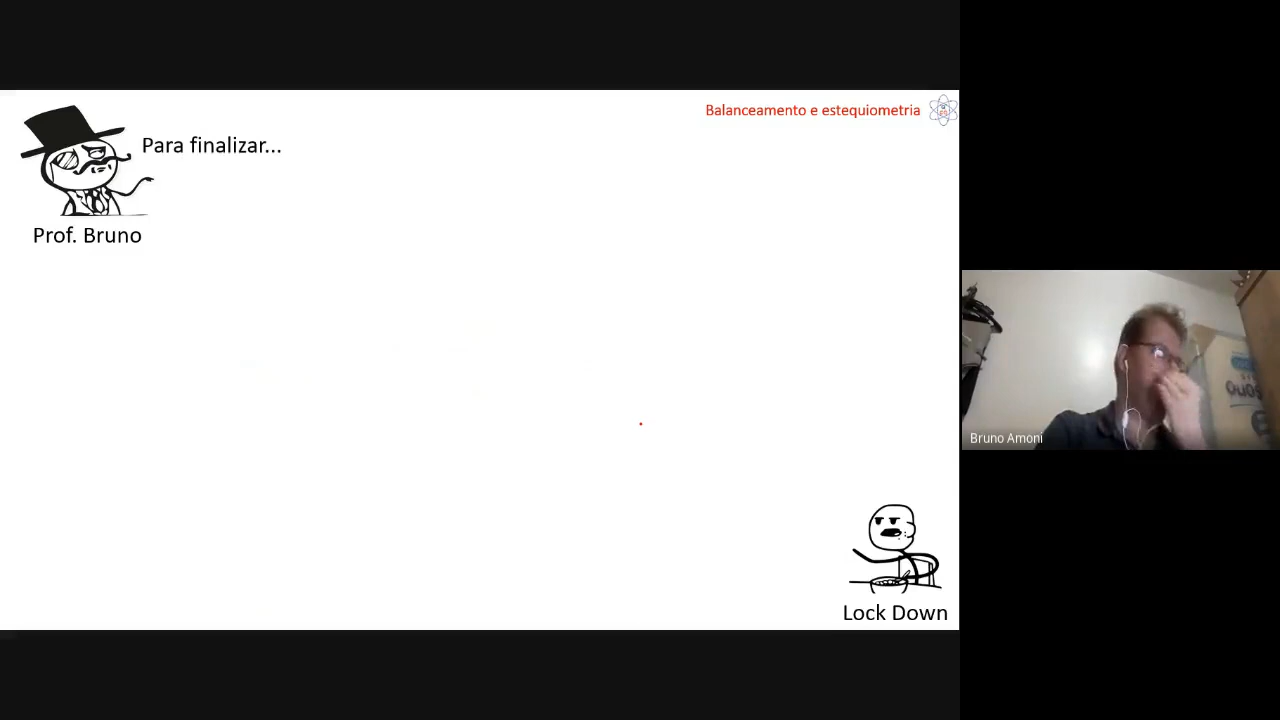 Balanceamento e estequiometria
Para finalizar...
Prof. Bruno
Bruno Amoni
Lock Down